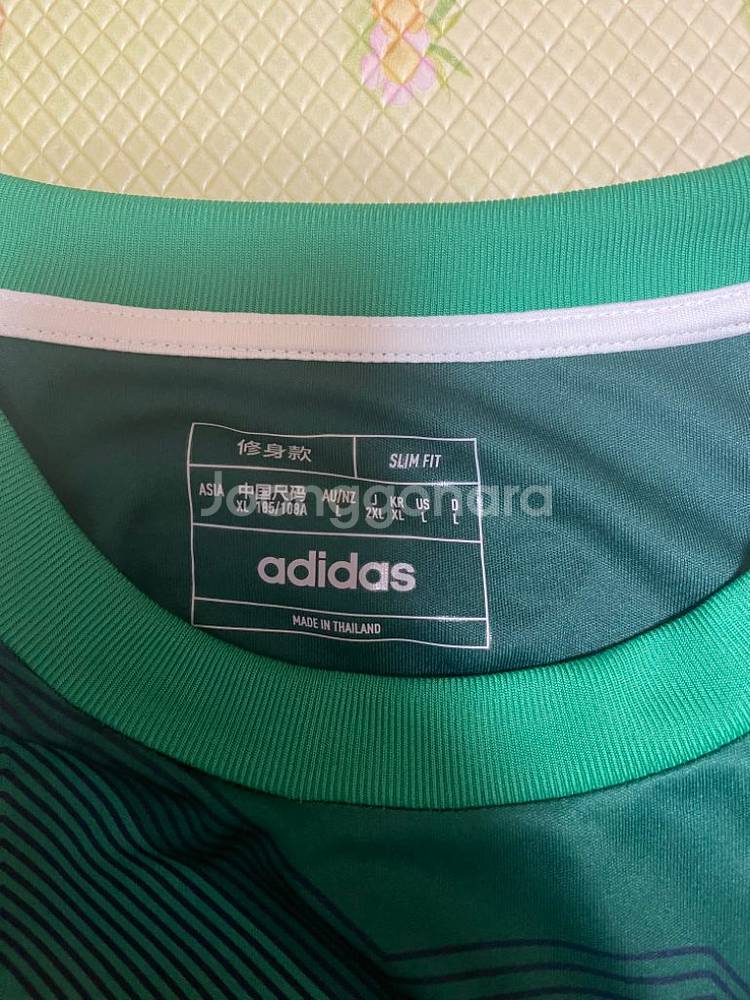 修身款 SLIM FIT
ASIA 中国尺码 AU/NZ J KR US D
XL 185/108A L 2XL XL L L
Joonggonara
adidas
MADE IN THAILAND